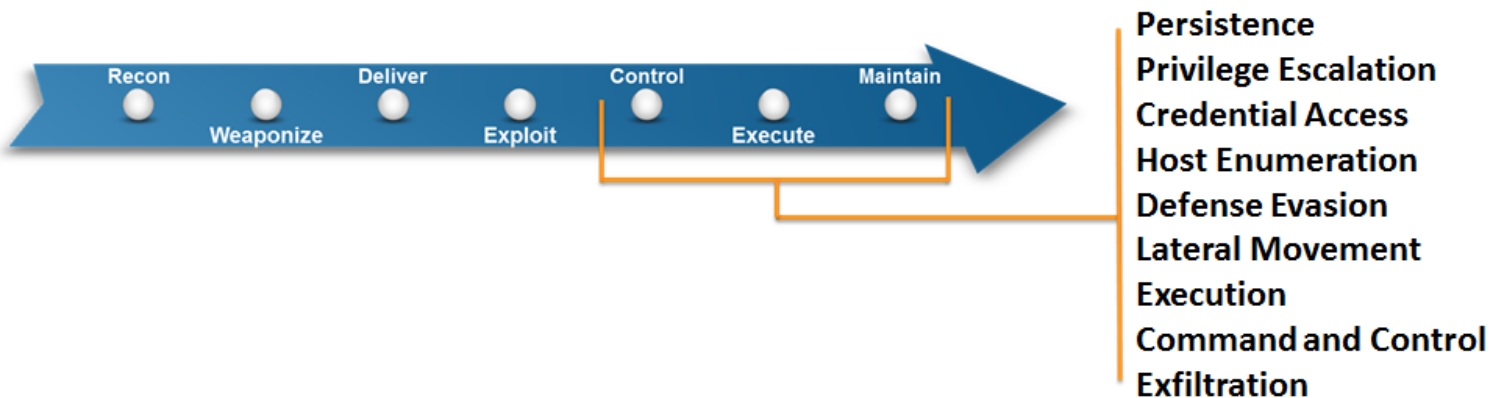 Recon
Weaponize
Deliver
Exploit
Control
Execute
Maintain
Persistence
Privilege Escalation
Credential Access
Host Enumeration
Defense Evasion
Lateral Movement
Execution
Command and Control
Exfiltration